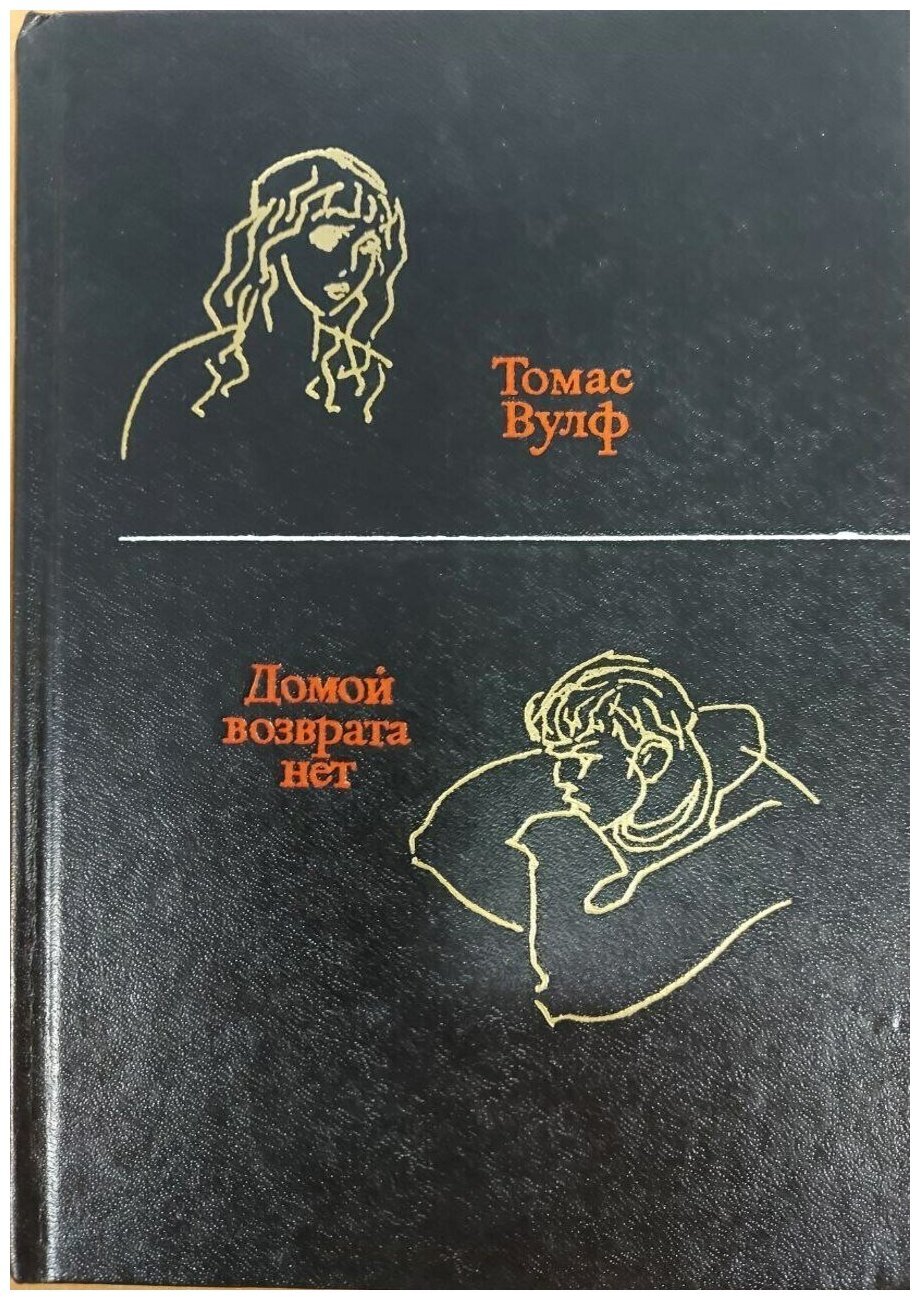 Томас
Вулф
Домой
возврата
нет